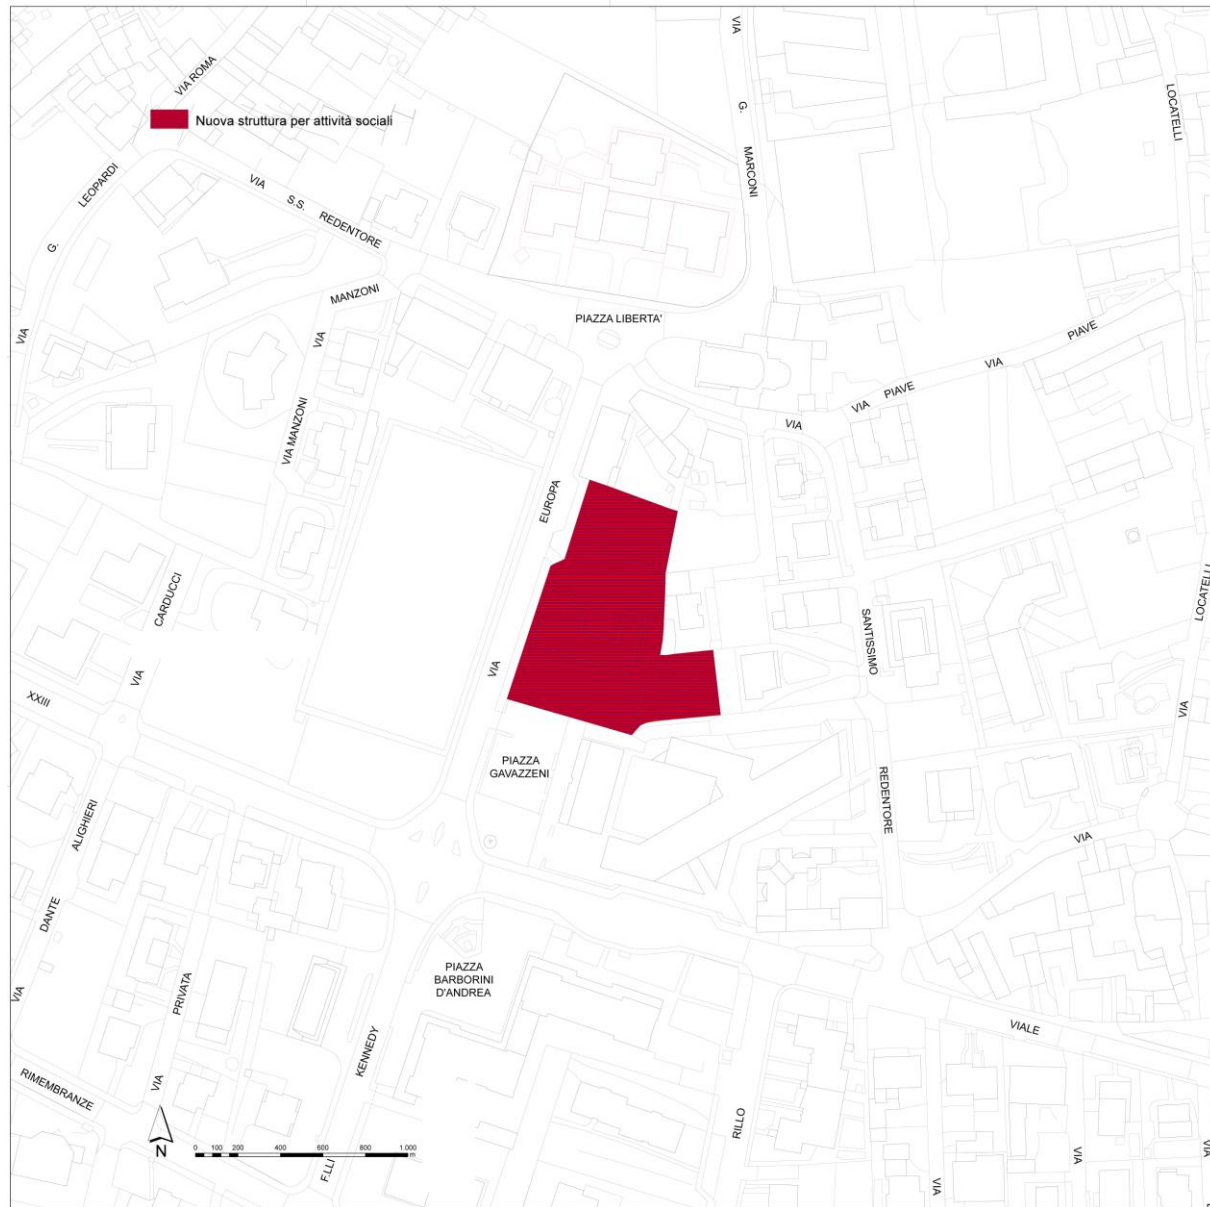 VIA
VIA ROMA
G.
LOCATELLI
Nuova struttura per attività sociali
MARCONI
LEOPARDI
VIA
S.S.
REDENTORE
G.
MANZONI
PIAZZA LIBERTA'
VIA
VIA
PIAVE
VIA
PIAVE
VIA
VIA MANZONI
VIA
EUROPA
CARDUCCI
LOCATELLI
SANTISSIMO
VIA
VIA
XXIII
VIA
PIAZZA
GAVAZZENI
REDENTORE
ALIGHIERI
VIA
DANTE
PIAZZA
BARBORINI
D'ANDREA
VIA
PRIVATA
VIALE
KENNEDY
RIMEMBRANZE
VIA
RILLO
N
0 100 200 400 600 800 1.000
m
F.LLI
VIA
VIA
VIA